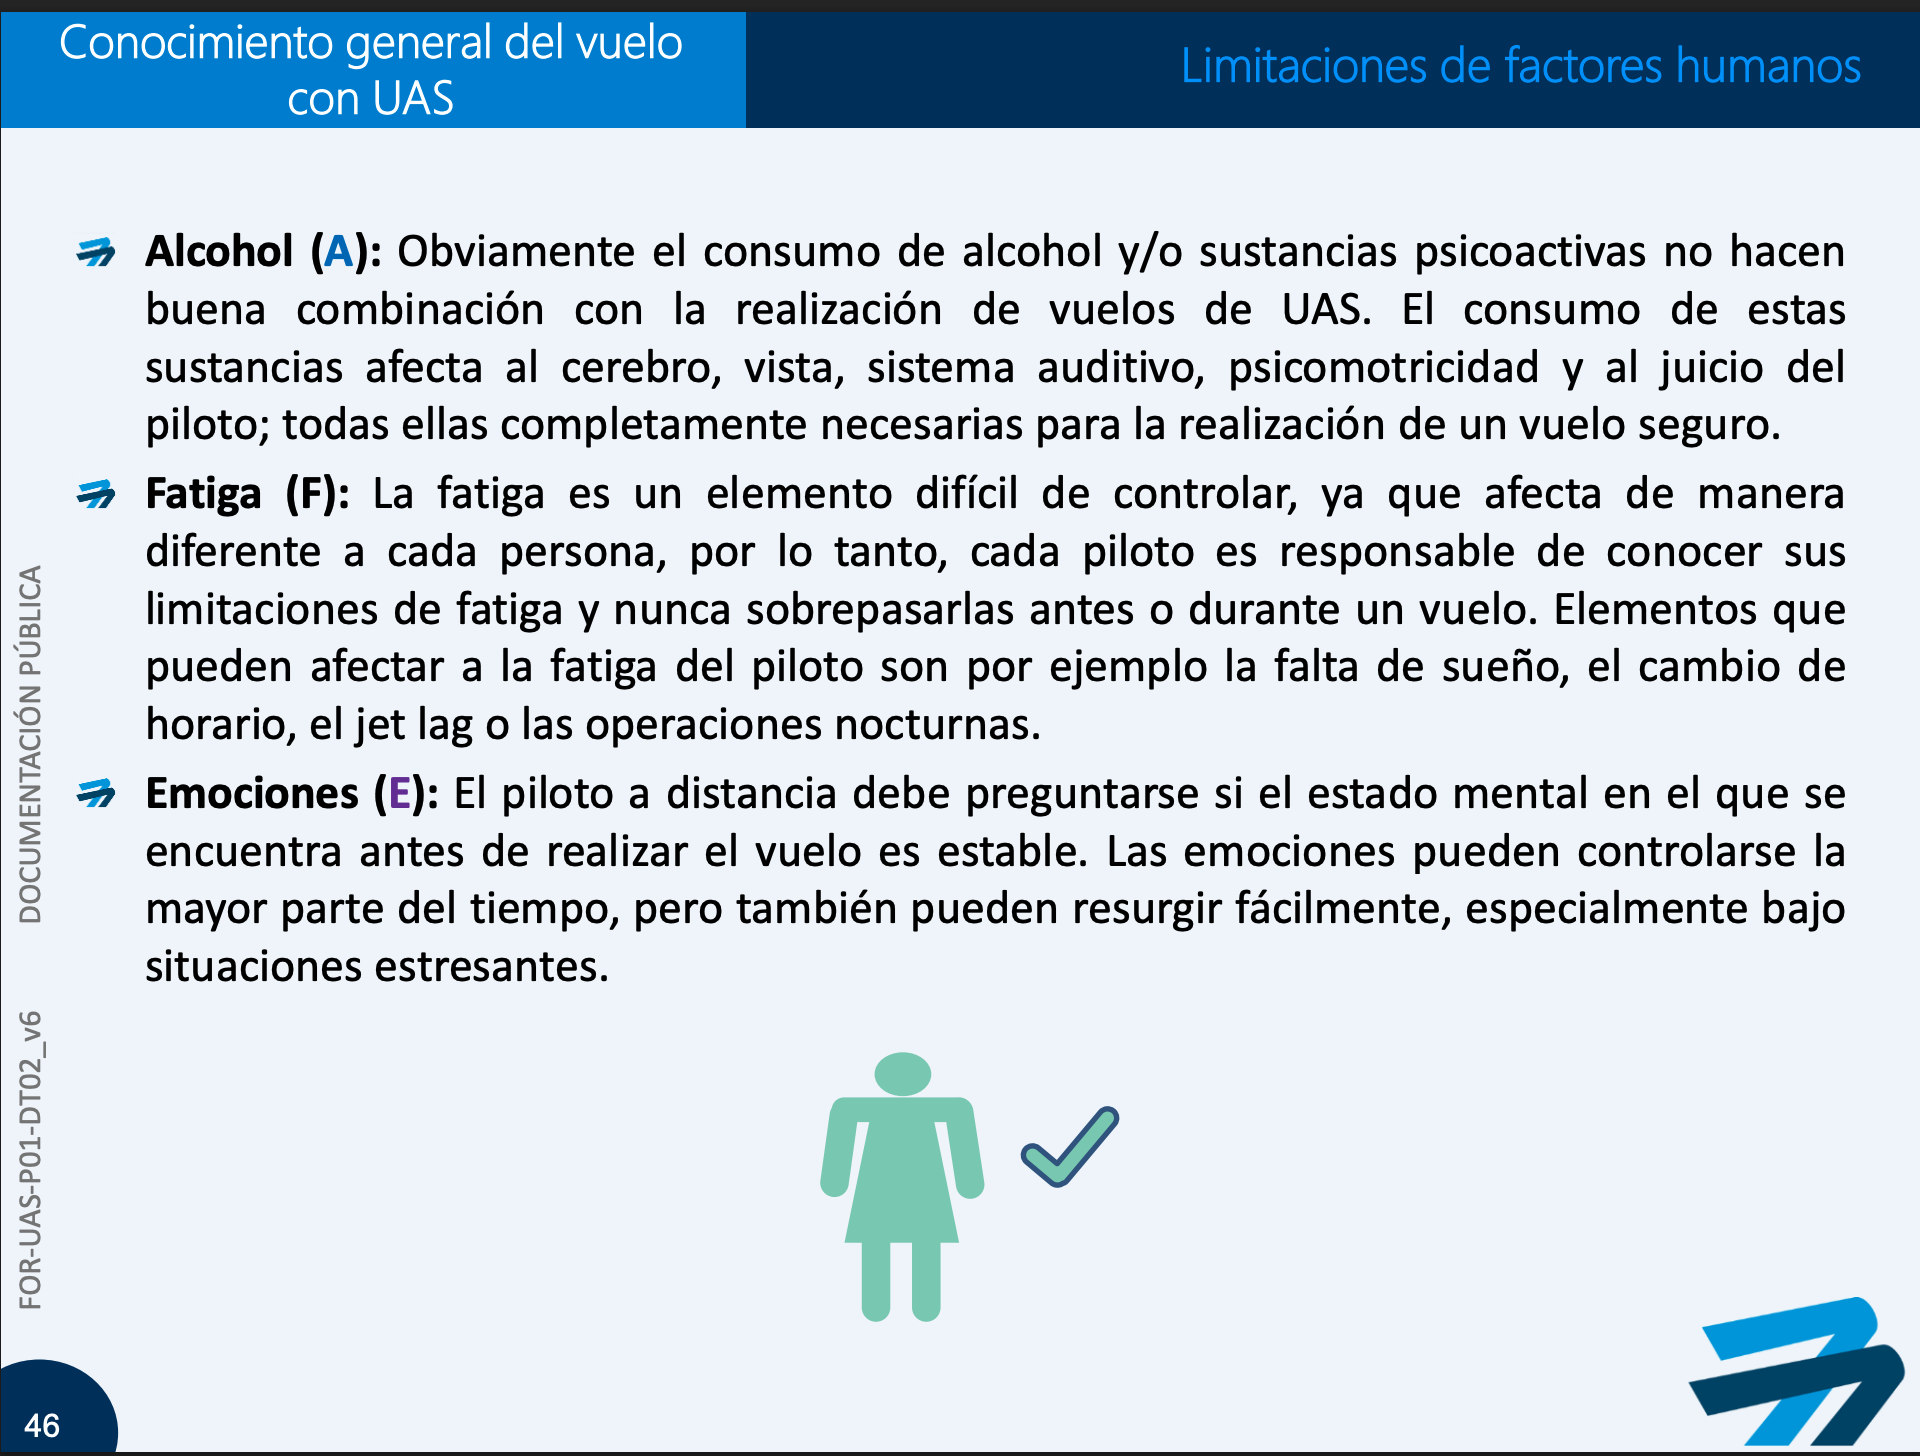 Conocimiento general del vuelo
con UAS
Limitaciones de factores humanos
Alcohol (A): Obviamente el consumo de alcohol y/o sustancias psicoactivas no hacen
buena combinación con la realización de vuelos de UAS. El consumo de estas
sustancias afecta al cerebro, vista, sistema auditivo, psicomotricidad y al juicio del
piloto; todas ellas completamente necesarias para la realización de un vuelo seguro.
Fatiga (F): La fatiga es un elemento difícil de controlar, ya que afecta de manera
diferente a cada persona, por lo tanto, cada piloto es responsable de conocer sus
limitaciones de fatiga y nunca sobrepasarlas antes o durante un vuelo. Elementos que
pueden afectar a la fatiga del piloto son por ejemplo la falta de sueño, el cambio de
horario, el jet lag o las operaciones nocturnas.
Emociones (E): El piloto a distancia debe preguntarse si el estado mental en el que se
encuentra antes de realizar el vuelo es estable. Las emociones pueden controlarse la
mayor parte del tiempo, pero también pueden resurgir fácilmente, especialmente bajo
situaciones estresantes.
FOR-UAS-P01-DT02_v6 DOCUMENTACIÓN PÚBLICA
46